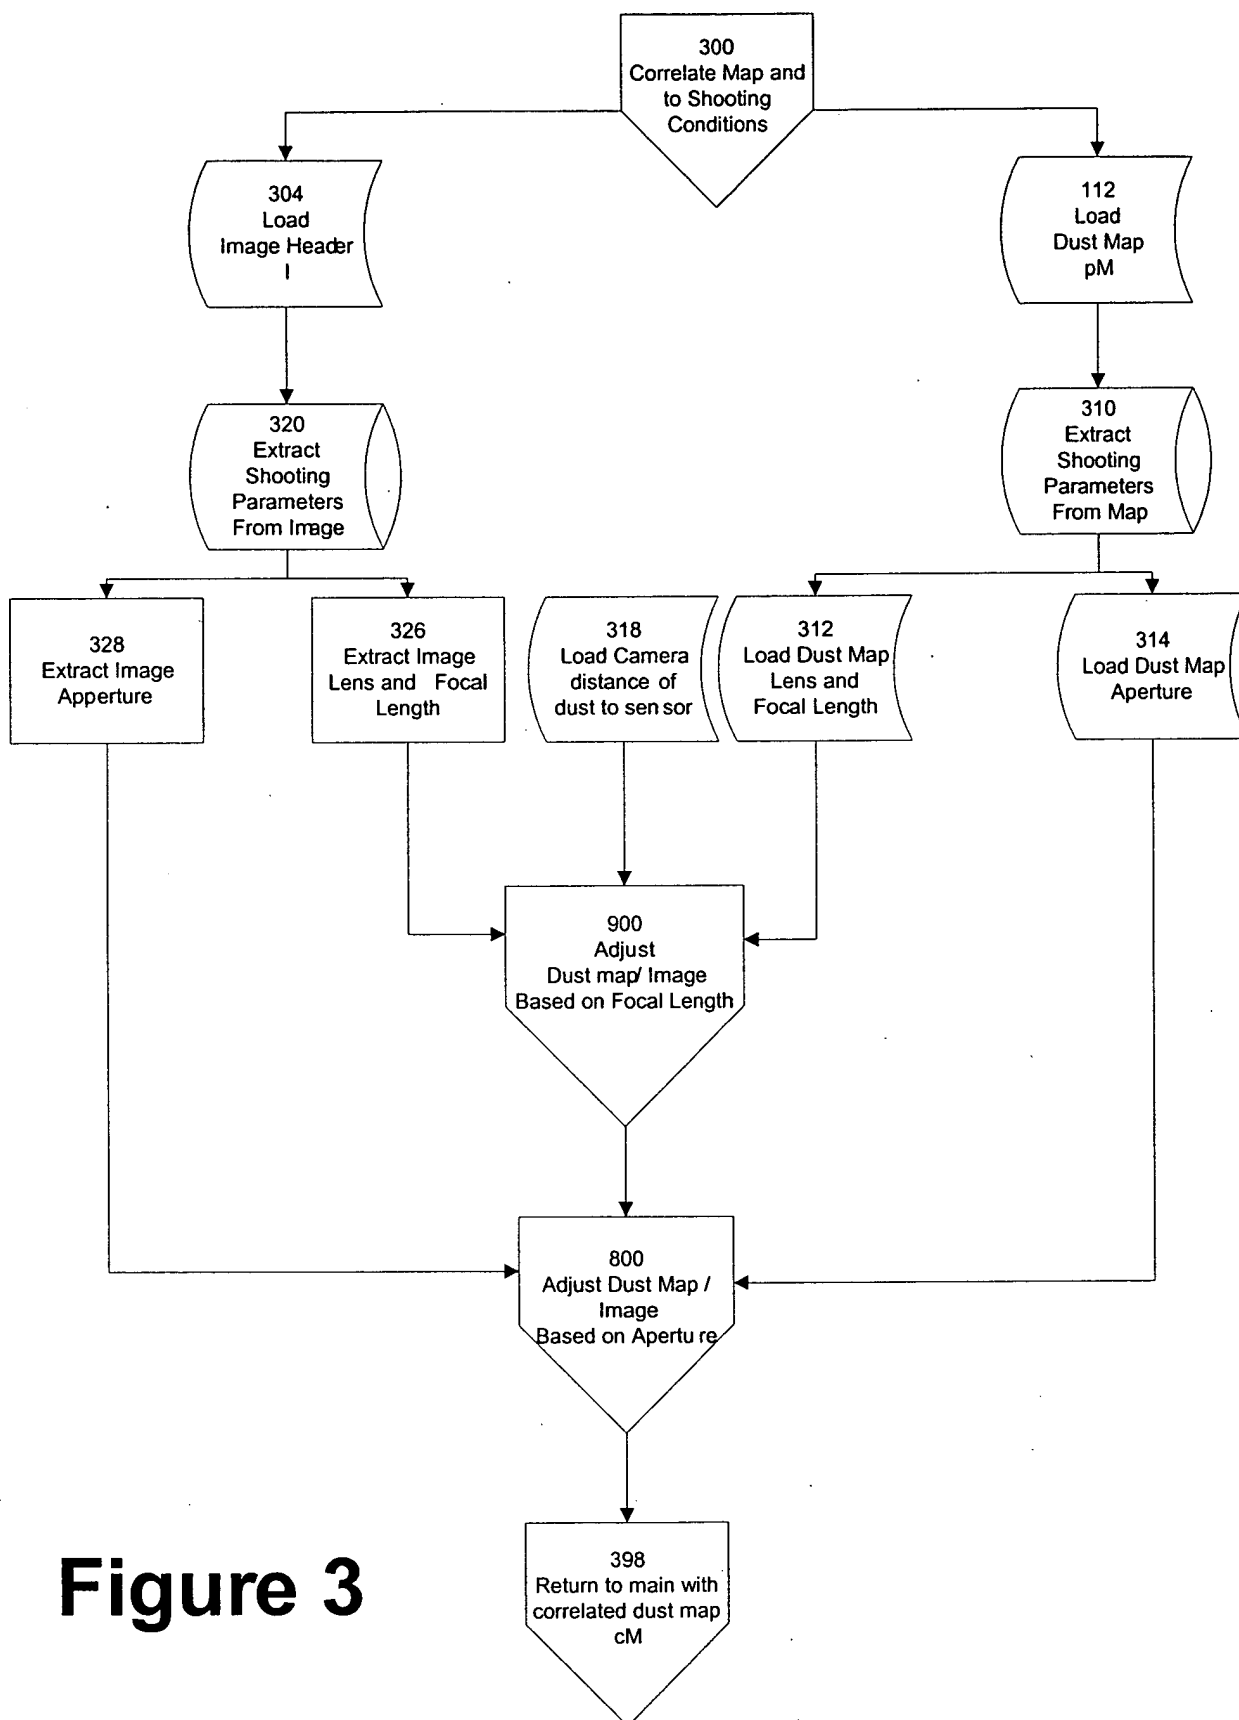 300
Correlate Map and
to Shooting
Conditions
304
Load
Image Header
I
112
Load
Dust Map
pM
320
Extract
Shooting
Parameters
From Image
310
Extract
Shooting
Parameters
From Map
328
Extract Image
Apperture
326
Extract Image
Lens and Focal
Length
318
Load Camera
distance of
dust to sensor
312
Load Dust Map
Lens and
Focal Length
314
Load Dust Map
Aperture
900
Adjust
Dust map/ Image
Based on Focal Length
800
Adjust Dust Map /
Image
Based on Aperture
398
Return to main with
correlated dust map
cM
Figure 3